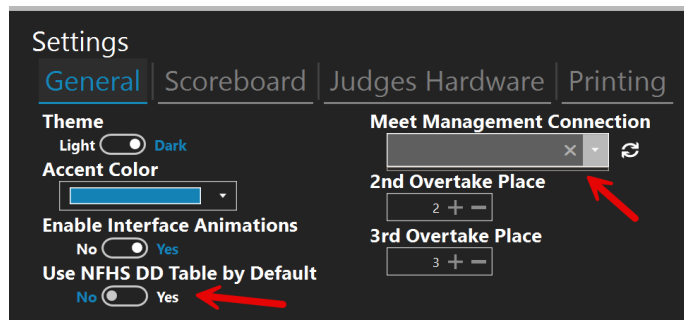 Settings
General Scoreboard Judges Hardware Printing
Theme
Light Dark
Accent Color
Enable Interface Animations
No Yes
Use NFHS DD Table by Default
No Yes
Meet Management Connection
2nd Overtake Place
2
3rd Overtake Place
3